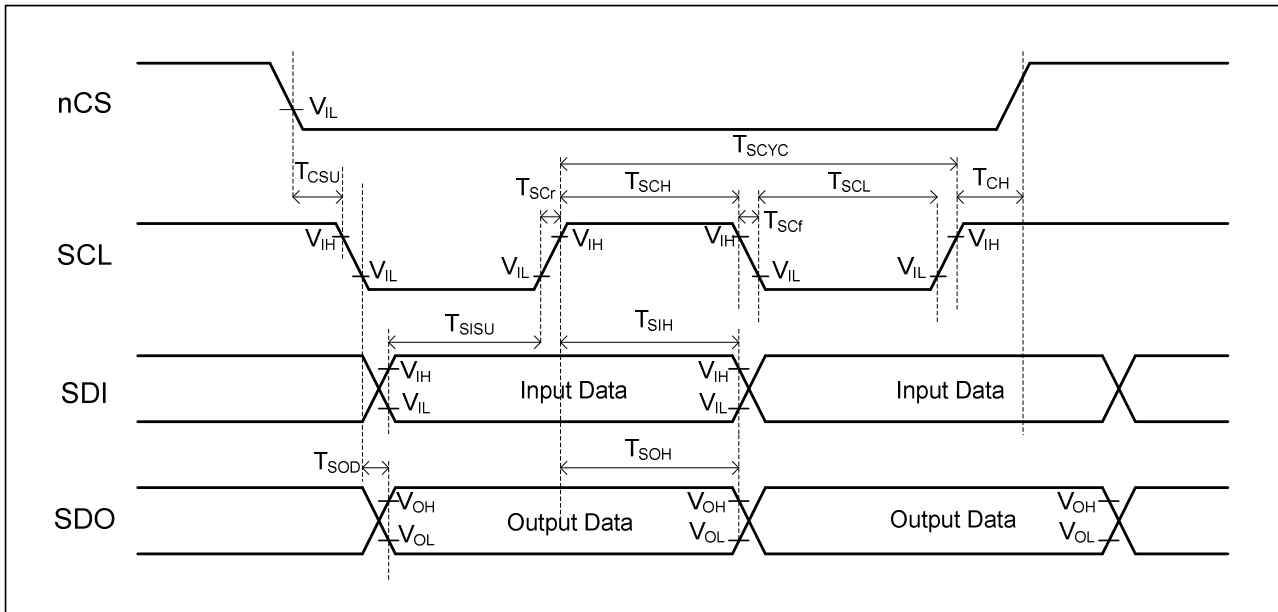 nCS
VIL
TSCYC
TCSU
TSCr
TSCH
TSCL
TCH
TSCf
SCL
VIH
VIH
VIH
VIL
VIL
VIL
VIL
TSISU
TSIH
SDI
VIH
Input Data
VIH
Input Data
VIL
VIL
TSOD
TSOH
SDO
VOH
Output Data
VOH
Output Data
VOH
VOL
VOL
VOL